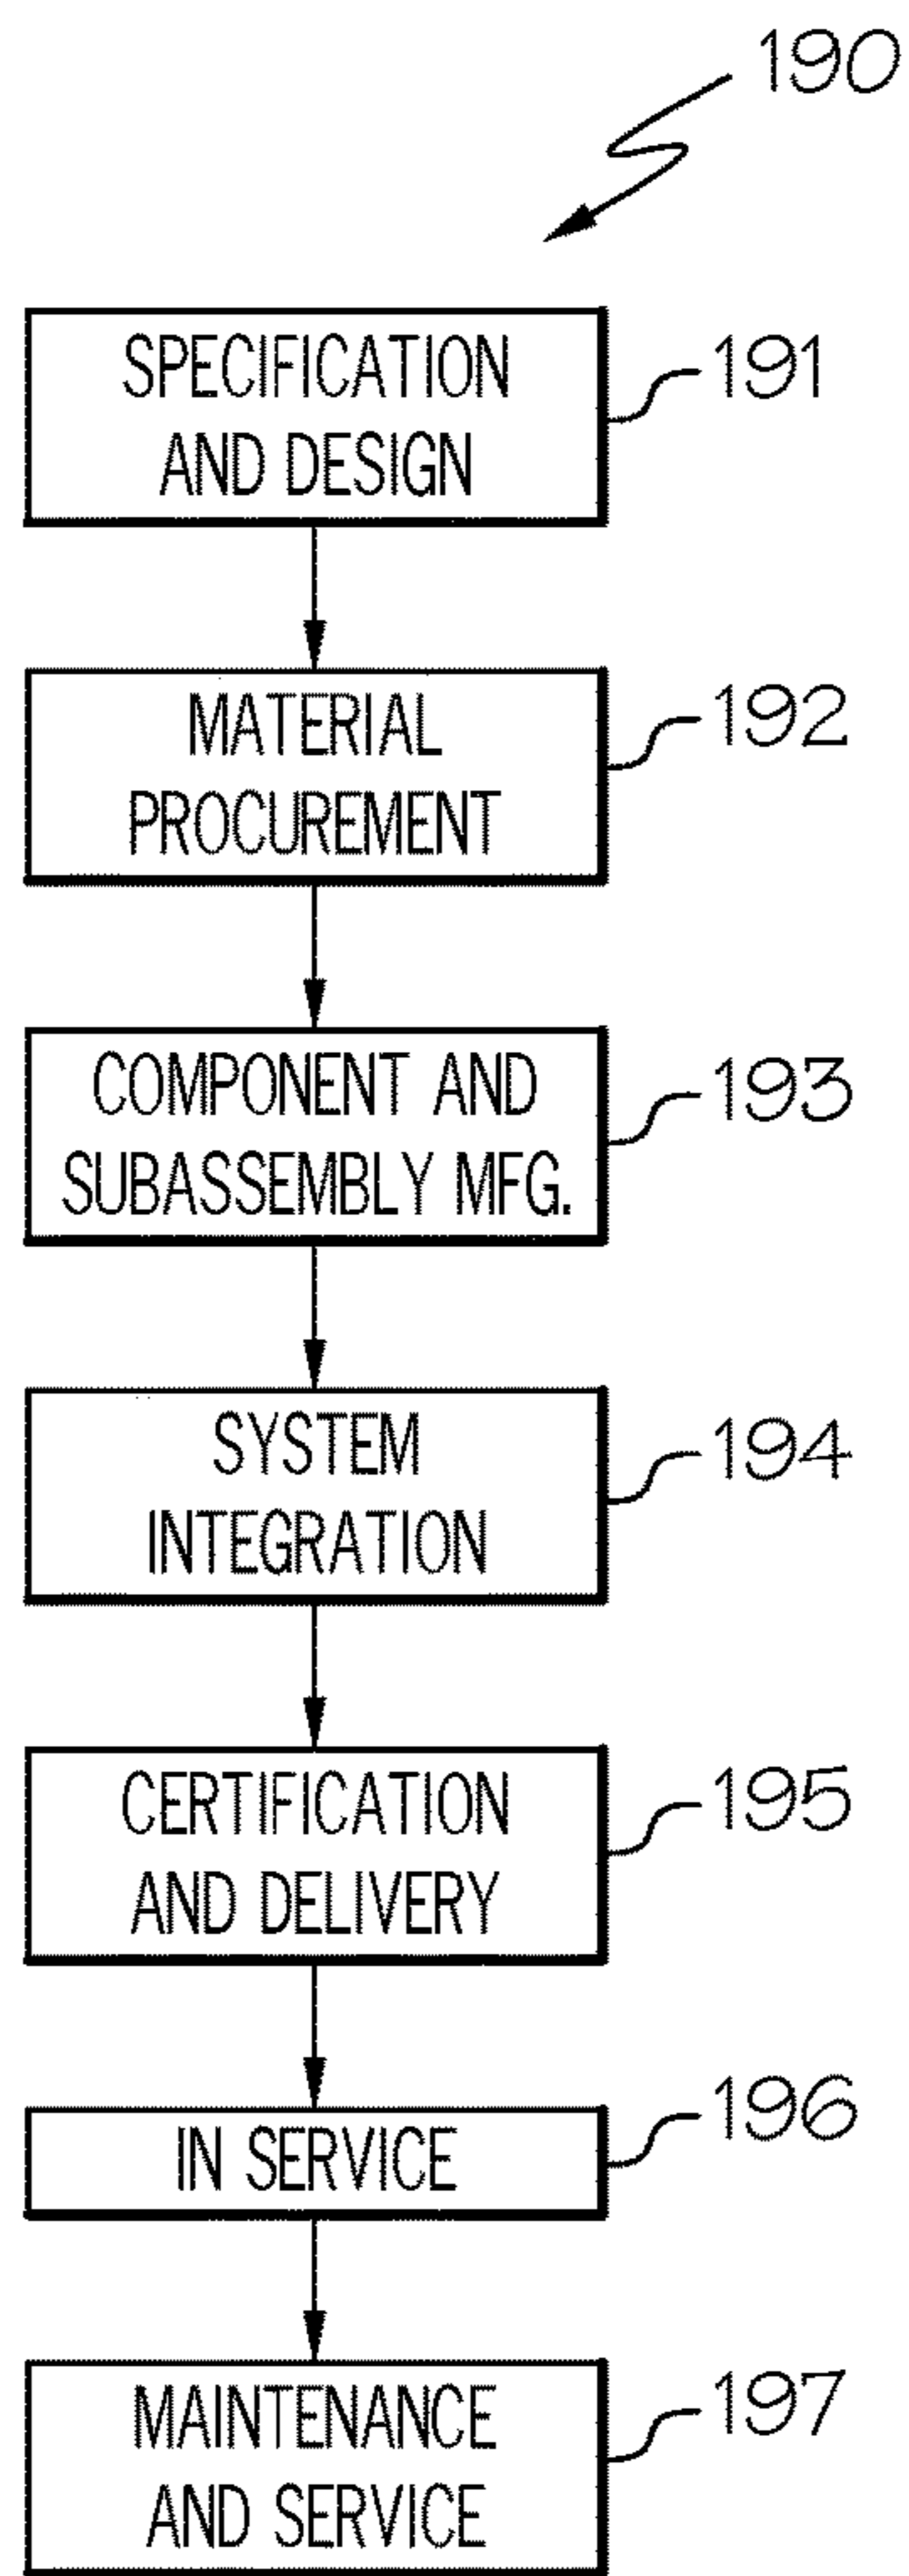 190
SPECIFICATION
AND DESIGN
191
MATERIAL
PROCUREMENT
192
COMPONENT AND
SUBASSEMBLY MFG.
193
SYSTEM
INTEGRATION
194
CERTIFICATION
AND DELIVERY
195
IN SERVICE
196
MAINTENANCE
AND SERVICE
197